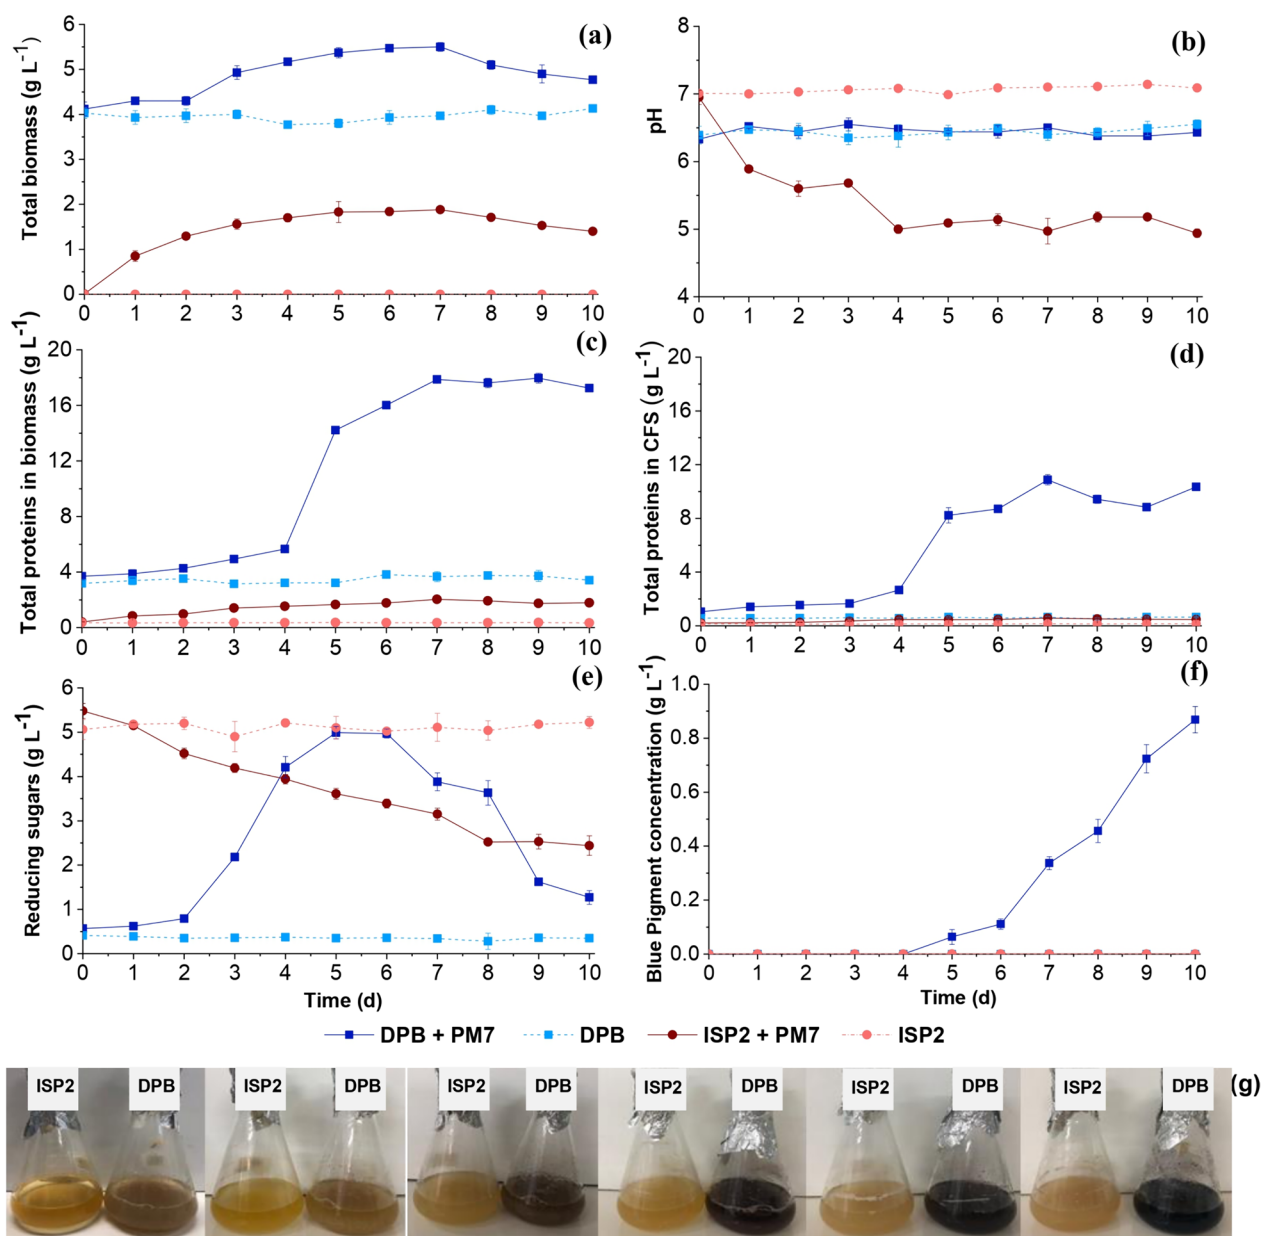 (a)
Total biomass (g L⁻¹)
6
5
4
3
2
1
0
0 1 2 3 4 5 6 7 8 9 10
(b)
pH
8
7
6
5
4
0 1 2 3 4 5 6 7 8 9 10
(c)
Total proteins in biomass (g L⁻¹)
20
16
12
8
4
0
0 1 2 3 4 5 6 7 8 9 10
(d)
Total proteins in CFS (g L⁻¹)
20
16
12
8
4
0
0 1 2 3 4 5 6 7 8 9 10
(e)
Reducing sugars (g L⁻¹)
6
5
4
3
2
1
0
0 1 2 3 4 5 6 7 8 9 10
Time (d)
(f)
Blue Pigment concentration (g L⁻¹)
1.0
0.8
0.6
0.4
0.2
0.0
0 1 2 3 4 5 6 7 8 9 10
Time (d)
DPB + PM7 DPB ISP2 + PM7 ISP2
ISP2 DPB ISP2 DPB ISP2 DPB ISP2 DPB ISP2 DPB ISP2 DPB (g)